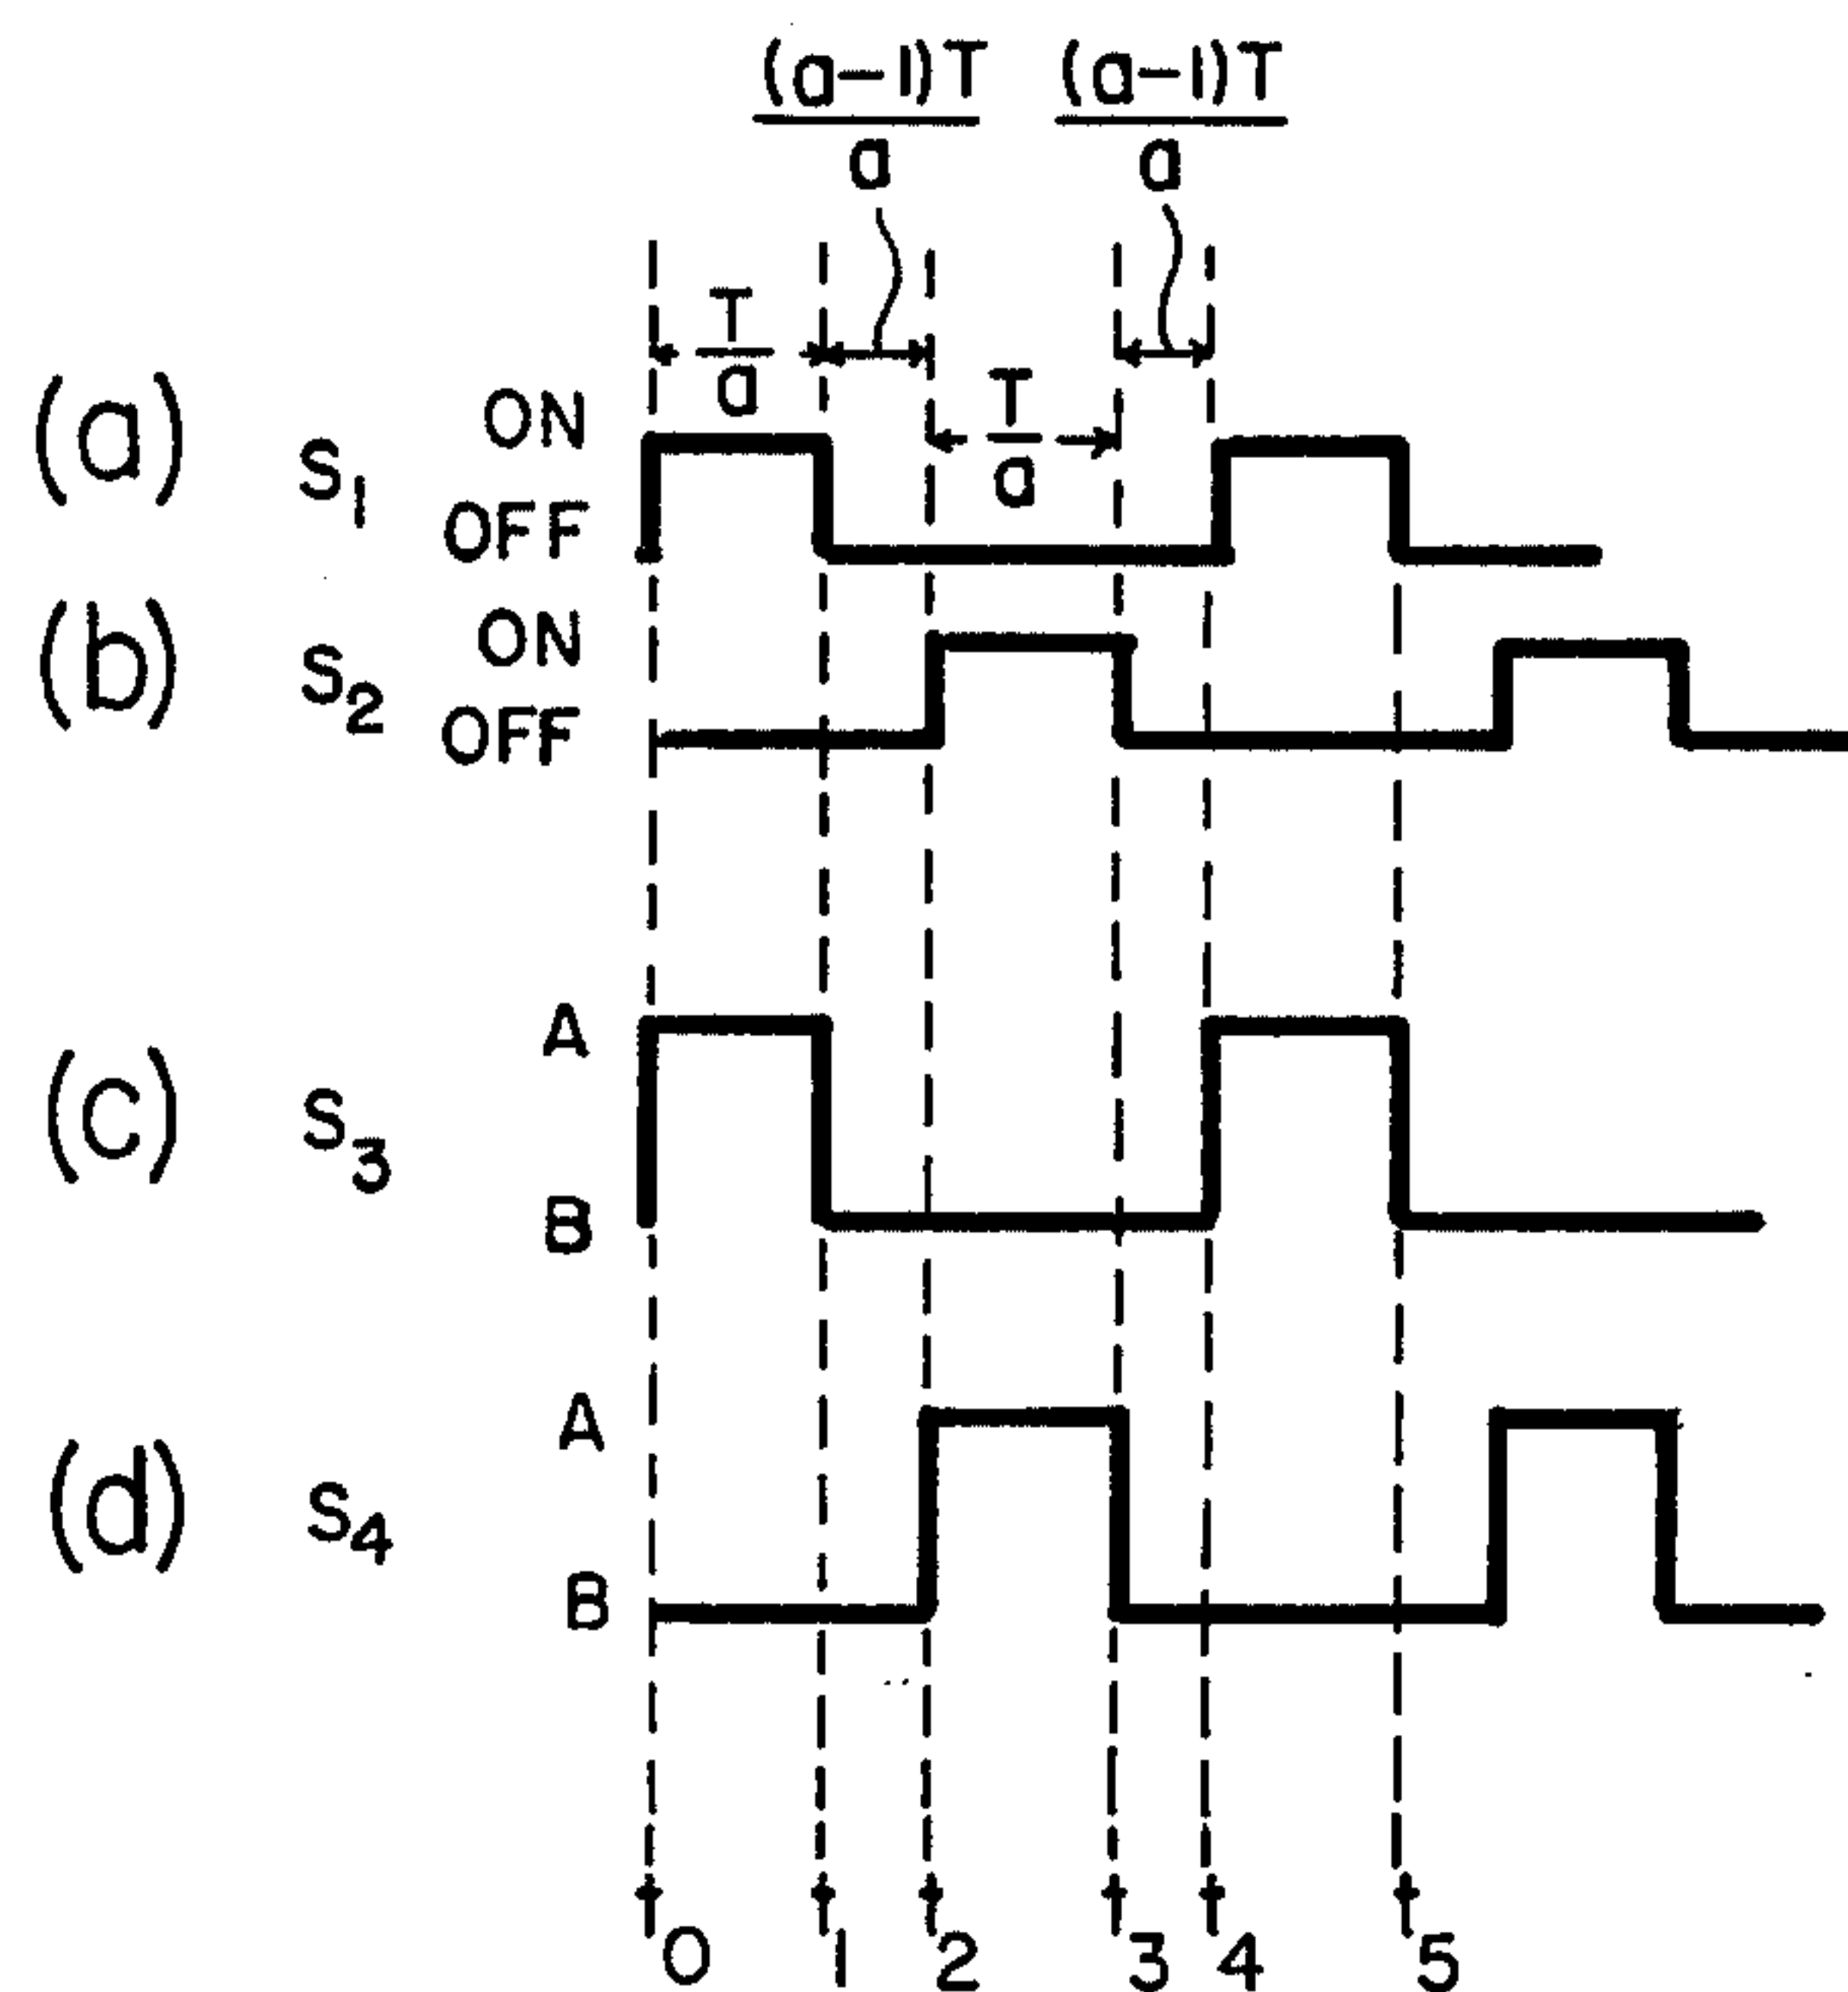 (a-1)T (a-1)T
a a
T
a
T
a
(a) S1 ON
OFF
(b) S2 ON
OFF
(c) S3 A
B
(d) S4 A
B
t0 t1 t2 t3 t4 t5